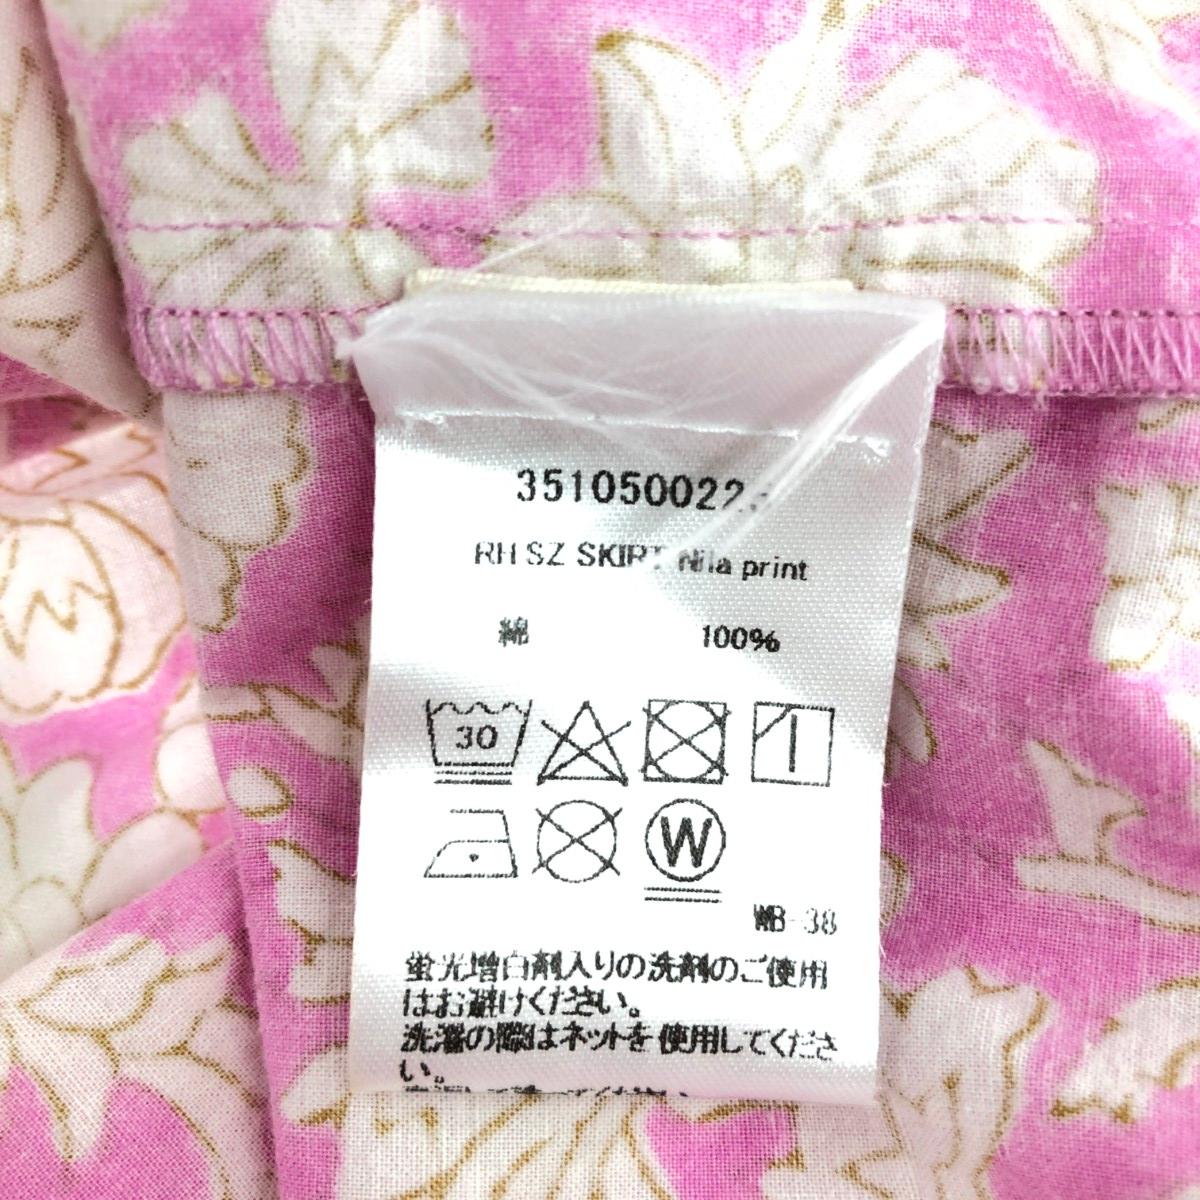 RH SZ SKIRT Nila print
綿 100%
30
W
WB-38
蛍光増白剤入りの洗剤のご使用
はお避けください。
洗濯の際はネットを使用してくださ
い。